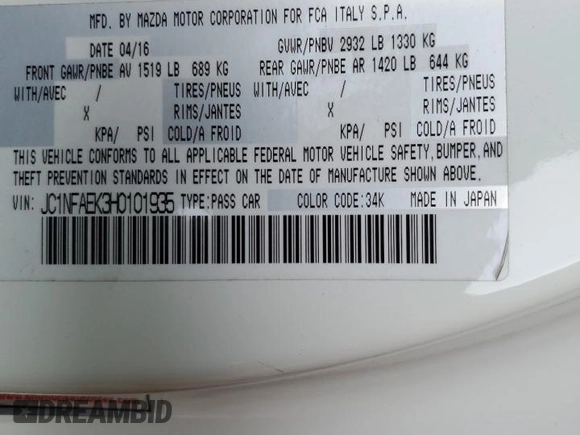 MFD. BY MAZDA MOTOR CORPORATION FOR FCA ITALY S.P.A.
DATE 04/16 GVWR/PNBV 2932 LB 1330 KG
FRONT GAWR/PNBE AV 1519 LB 689 KG REAR GAWR/PNBE AR 1420 LB 644 KG
WITH/AVEC / TIRES/PNEUS WITH/AVEC / TIRES/PNEUS
X RIMS/JANTES X RIMS/JANTES
KPA/ PSI COLD/A FROID KPA/ PSI COLD/A FROID
THIS VEHICLE CONFORMS TO ALL APPLICABLE FEDERAL MOTOR VEHICLE SAFETY, BUMPER, AND
THEFT PREVENTION STANDARDS IN EFFECT ON THE DATE OF MANUFACTURE SHOWN ABOVE.
VIN: JC1NFAEK3H0101935 TYPE:PASS CAR COLOR CODE:34K MADE IN JAPAN
DREAMBID